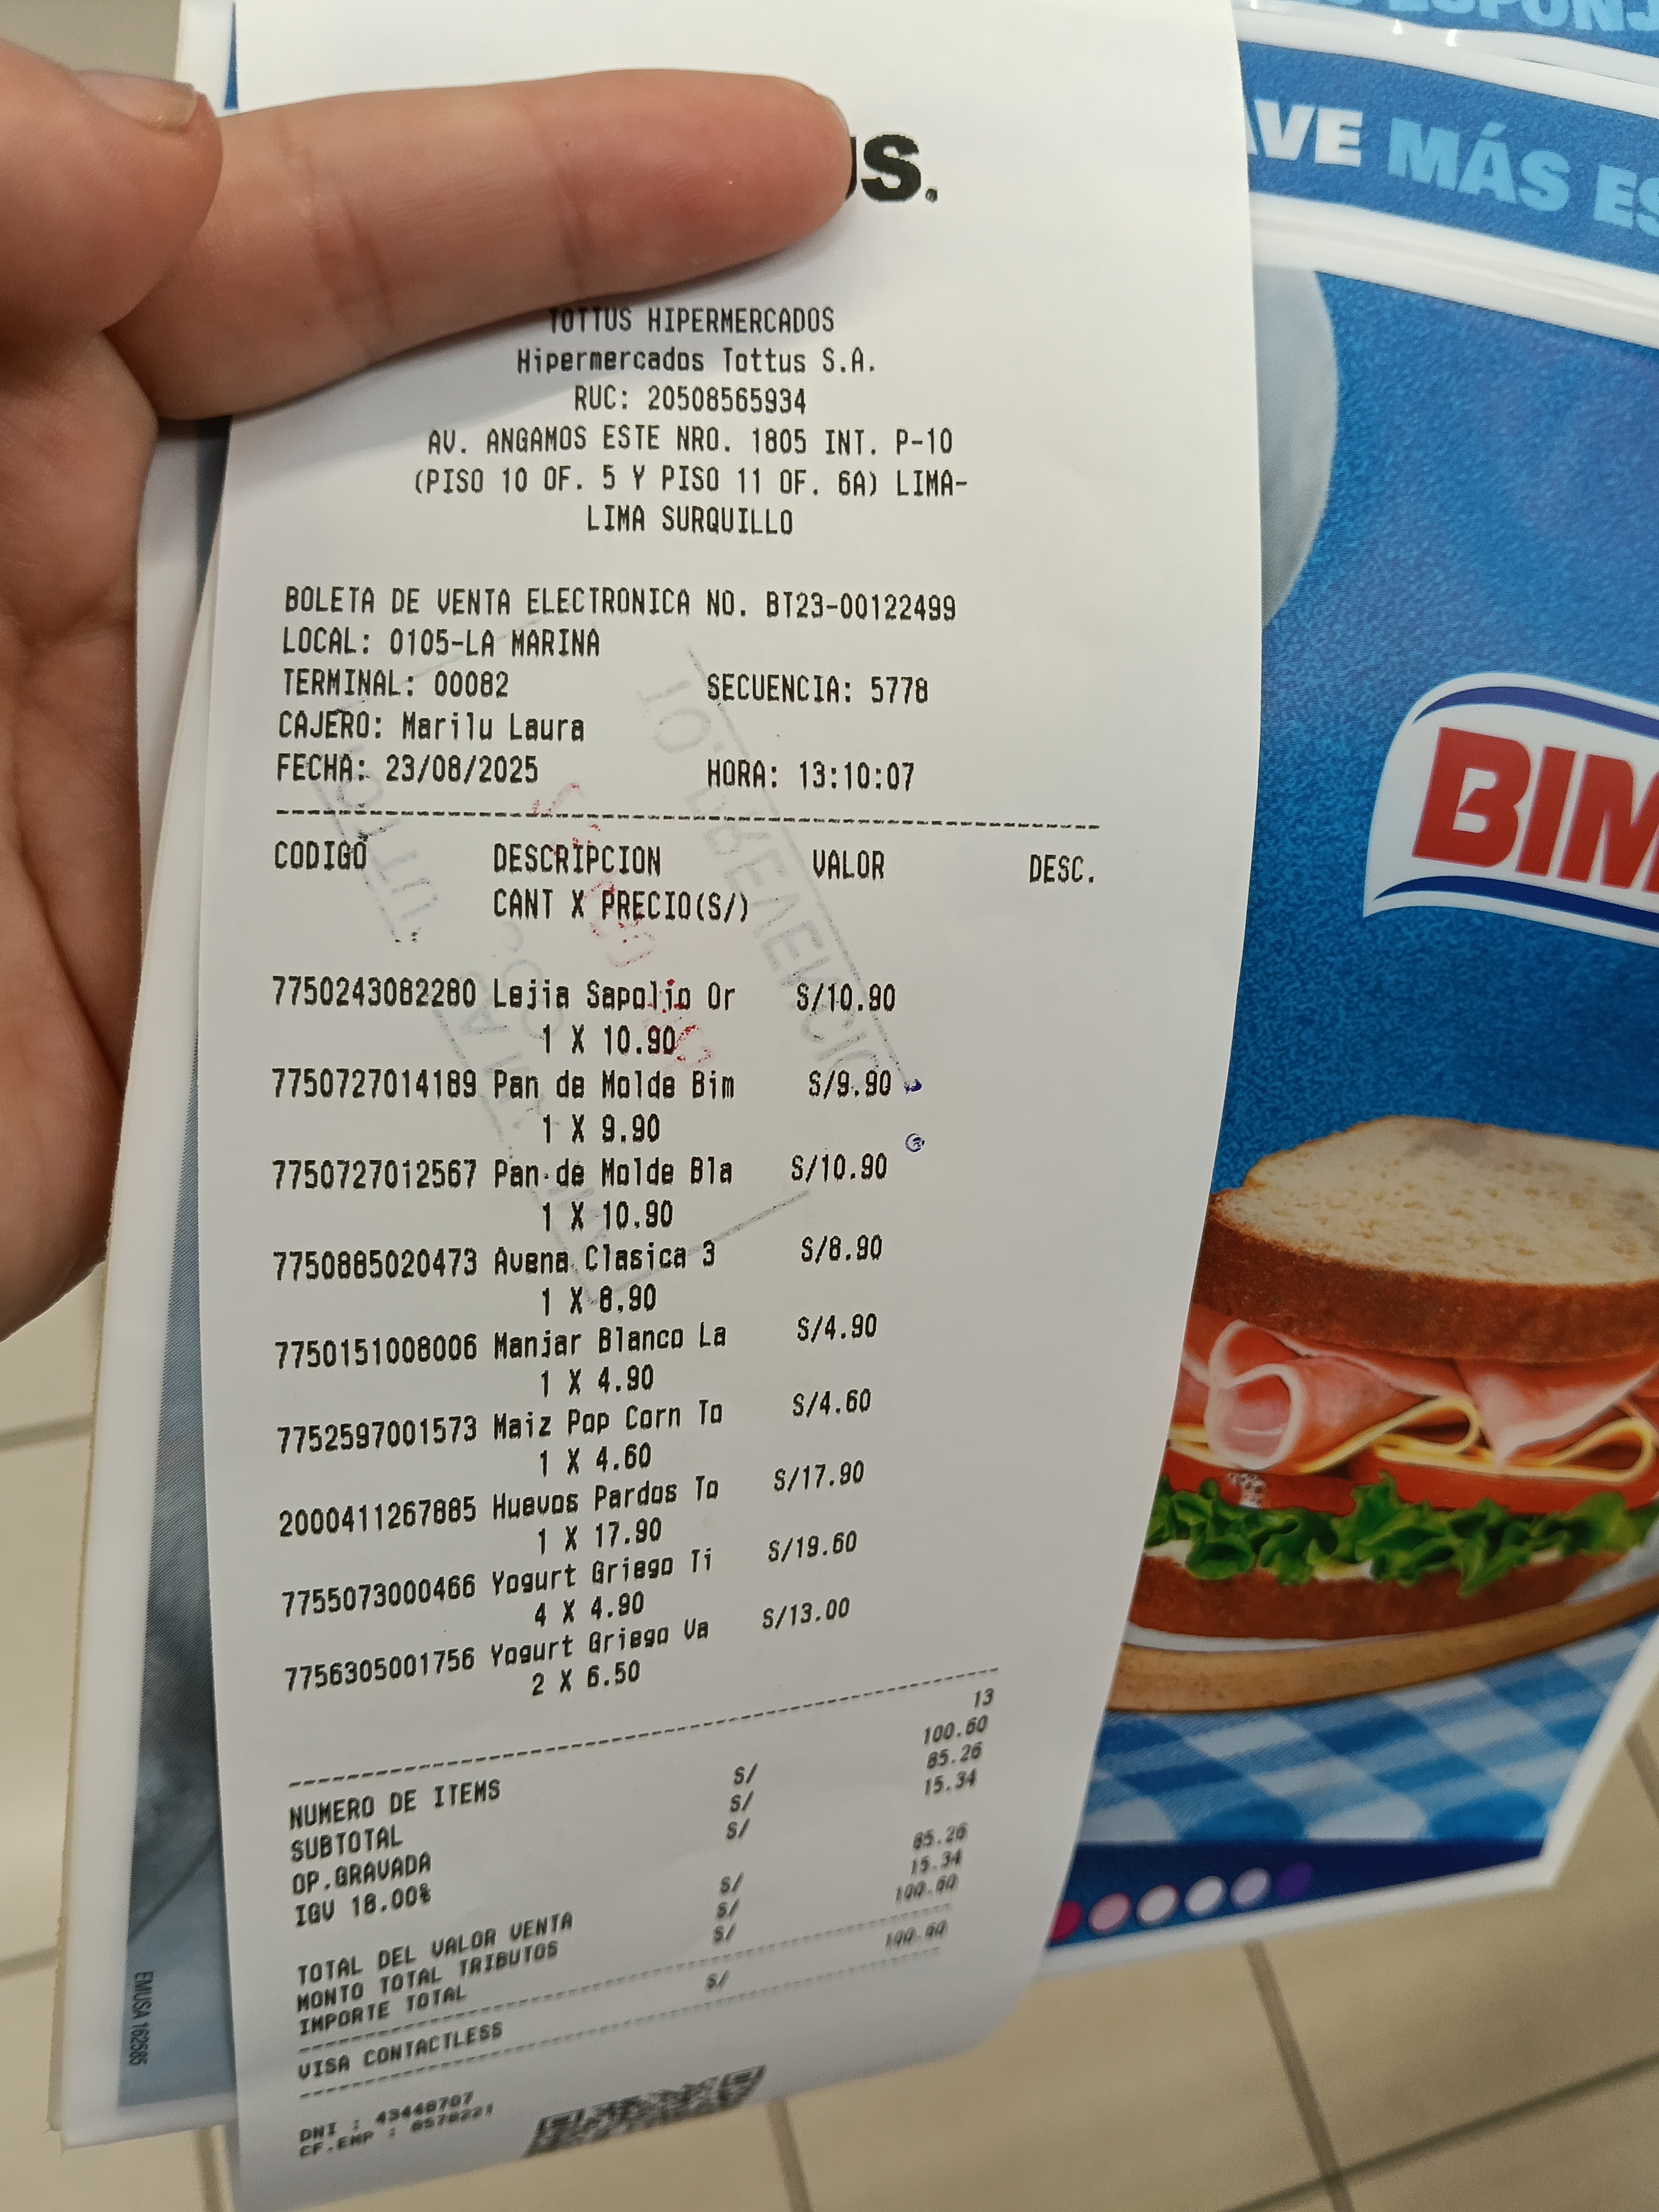 US.
TOTTUS HIPERMERCADOS
Hipermercados Tottus S.A.
RUC: 20508565934
AV. ANGAMOS ESTE NRO. 1805 INT. P-10
(PISO 10 OF. 5 Y PISO 11 OF. 6A) LIMA-
LIMA SURQUILLO
BOLETA DE VENTA ELECTRONICA NO. BT23-00122499
LOCAL: 0105-LA MARINA
TERMINAL: 00082 SECUENCIA: 5778
CAJERO: Marilu Laura
FECHA: 23/08/2025 HORA: 13:10:07
CODIGO DESCRIPCION VALOR DESC.
CANT X PRECIO(S/)
7750243082280 Lejia Sapolio Or S/10.90
1 X 10.90
7750727014189 Pan de Molde Bim S/9.90
1 X 9.90
7750727012567 Pan de Molde Bla S/10.90
1 X 10.90
7750885020473 Avena Clasica 3 S/8.90
1 X 8.90
7750151008006 Manjar Blanco La S/4.90
1 X 4.90
7752597001573 Maiz Pop Corn To S/4.60
1 X 4.60
2000411267885 Huevos Pardos To S/17.90
1 X 17.90
7755073000466 Yogurt Griego Ti S/19.60
4 X 4.90
7756305001756 Yogurt Griego Va S/13.00
2 X 6.50
NUMERO DE ITEMS 13
SUBTOTAL S/ 100.60
OP.GRAVADA S/ 85.26
IGV 18.00% S/ 15.34
TOTAL DEL VALOR VENTA S/ 85.26
MONTO TOTAL TRIBUTOS S/ 15.34
IMPORTE TOTAL S/ 100.60
VISA CONTACTLESS S/ 100.60
DNI : 43448707
CF.EMP : 8578221
AVE MÁS ES
BIM
EMUSA 162585